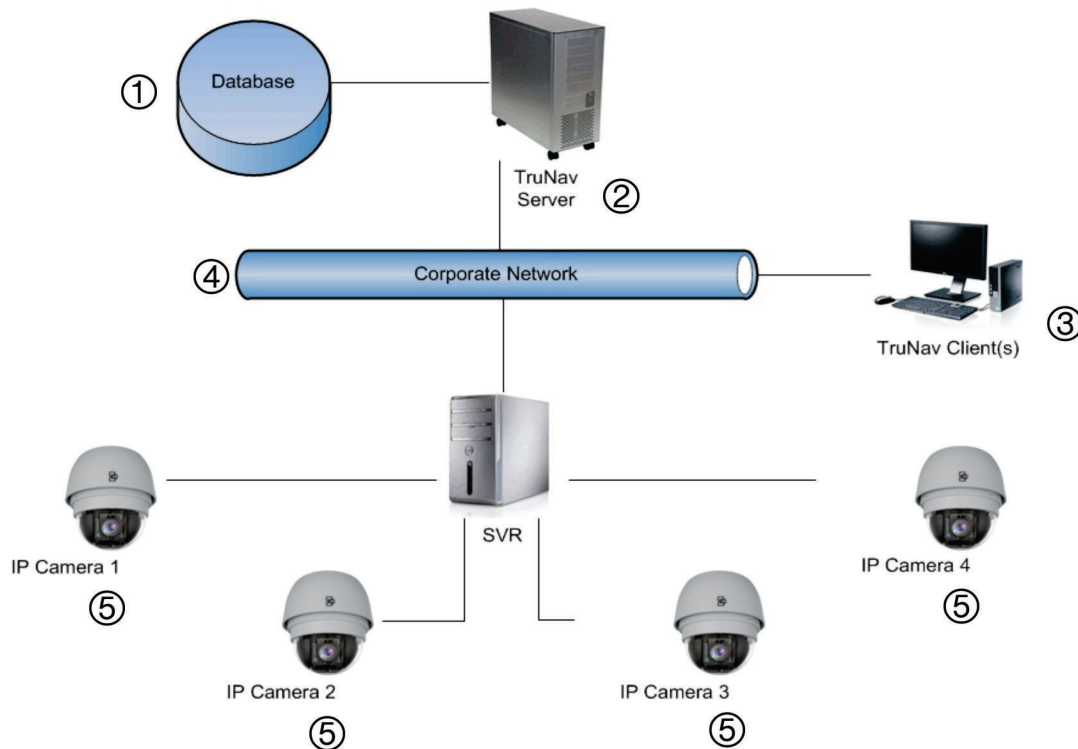 Database
①
TruNav
Server
②
④
Corporate Network
③
TruNav Client(s)
SVR
IP Camera 1
IP Camera 4
⑤
⑤
IP Camera 2
IP Camera 3
⑤
⑤